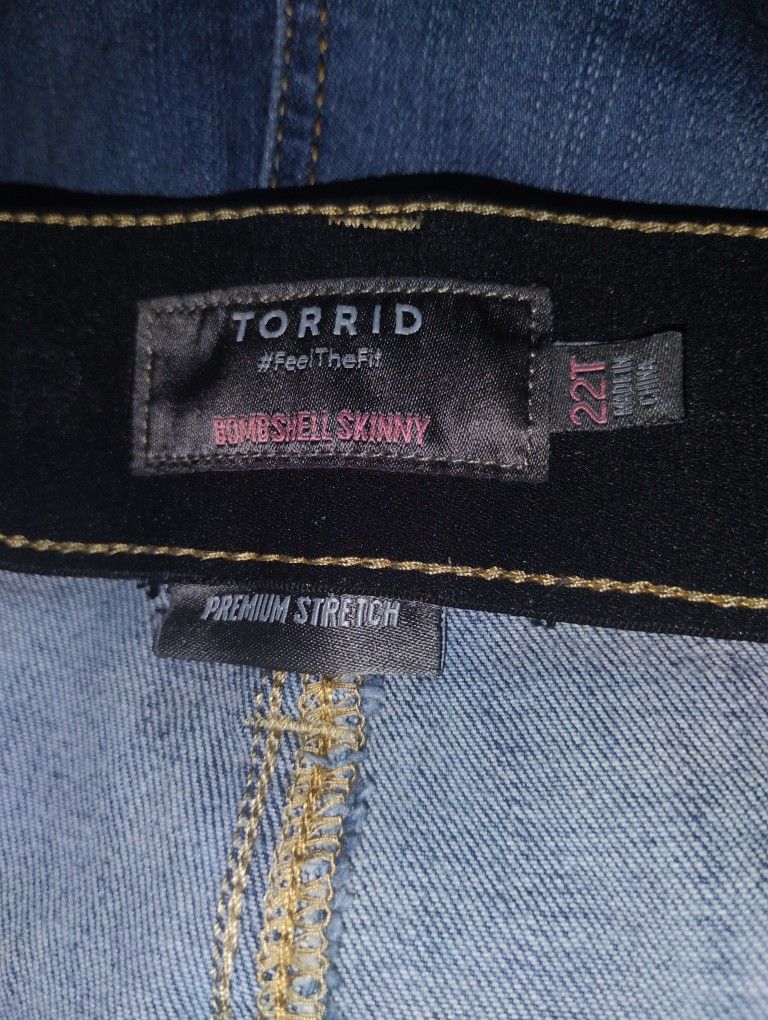 TORRID
#FeelTheFit
BOMBSHELL SKINNY
22T
MADE IN
CHINA
PREMIUM STRETCH